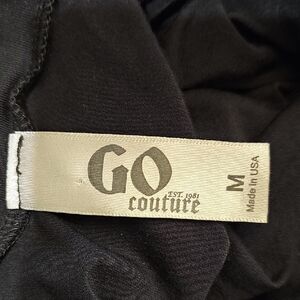 GO
EST. 1981
couture
M
Made In USA